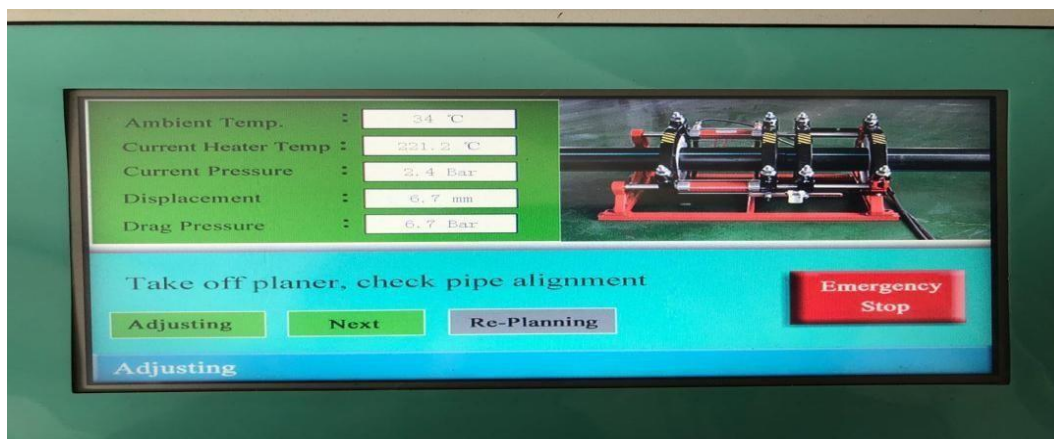 Ambient Temp. : 34 ℃
Current Heater Temp : 221.2 ℃
Current Pressure : 2.4 Bar
Displacement : 6.7 mm
Drag Pressure : 6.7 Bar
Take off planer, check pipe alignment
Emergency
Stop
Adjusting Next Re-Planning
Adjusting